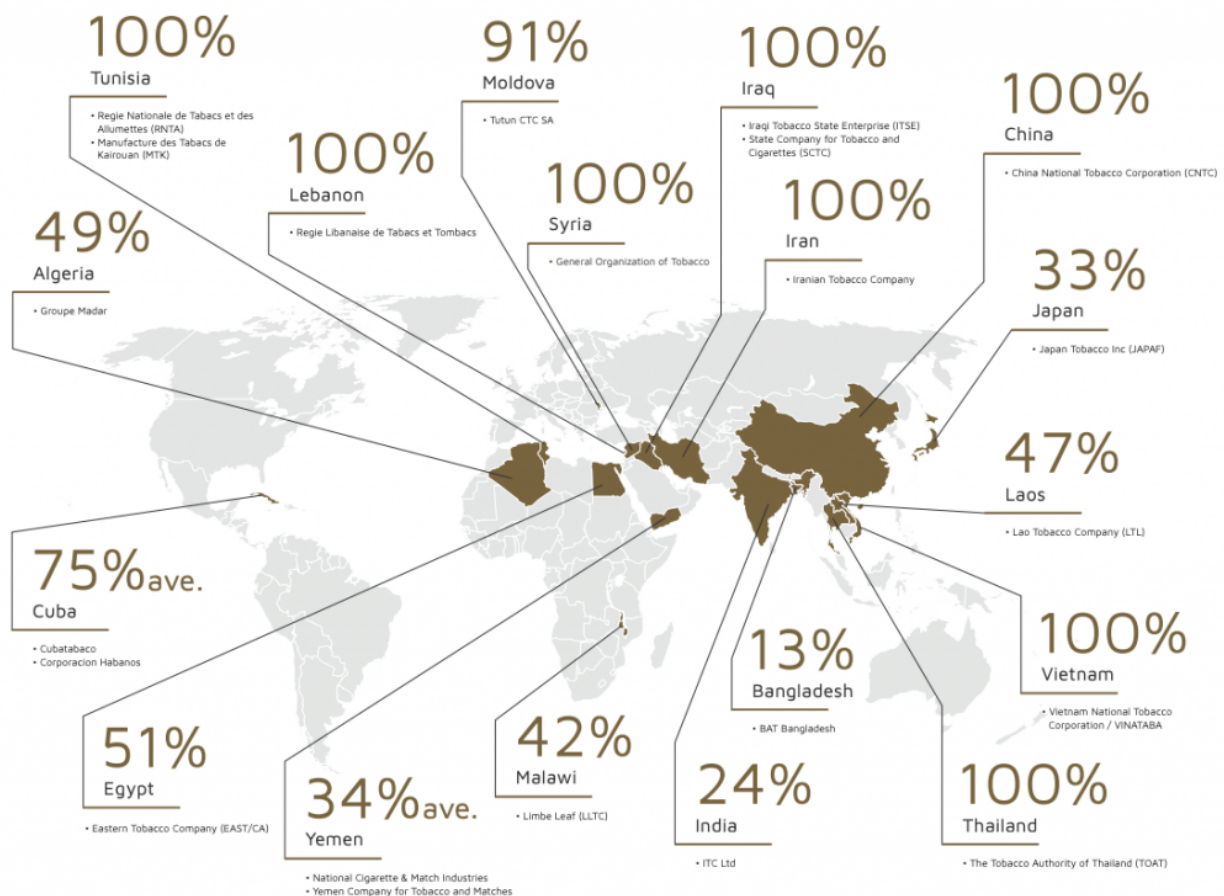 100%
Tunisia
• Regie Nationale de Tabacs et des
Allumettes (RNTA)
• Manufacture des Tabacs de
Kairouan (MTK)
91%
Moldova
• Tutun CTC SA
100%
Iraq
• Iraqi Tobacco State Enterprise (ITSE)
• State Company for Tobacco and
Cigarettes (SCTC)
100%
China
• China National Tobacco Corporation (CNTC)
100%
Lebanon
• Regie Libanaise de Tabacs et Tombacs
100%
Syria
• General Organization of Tobacco
100%
Iran
• Iranian Tobacco Company
49%
Algeria
• Groupe Madar
33%
Japan
• Japan Tobacco Inc (JAPAF)
47%
Laos
• Lao Tobacco Company (LTL)
75% ave.
Cuba
• Cubatabaco
• Corporacion Habanos
13%
Bangladesh
• BAT Bangladesh
100%
Vietnam
• Vietnam National Tobacco
Corporation / VINATABA
51%
Egypt
• Eastern Tobacco Company (EAST/CA)
34% ave.
Yemen
• National Cigarette & Match Industries
• Yemen Company for Tobacco and Matches
42%
Malawi
• Limbe Leaf (LLTC)
24%
India
• ITC Ltd
100%
Thailand
• The Tobacco Authority of Thailand (TOAT)